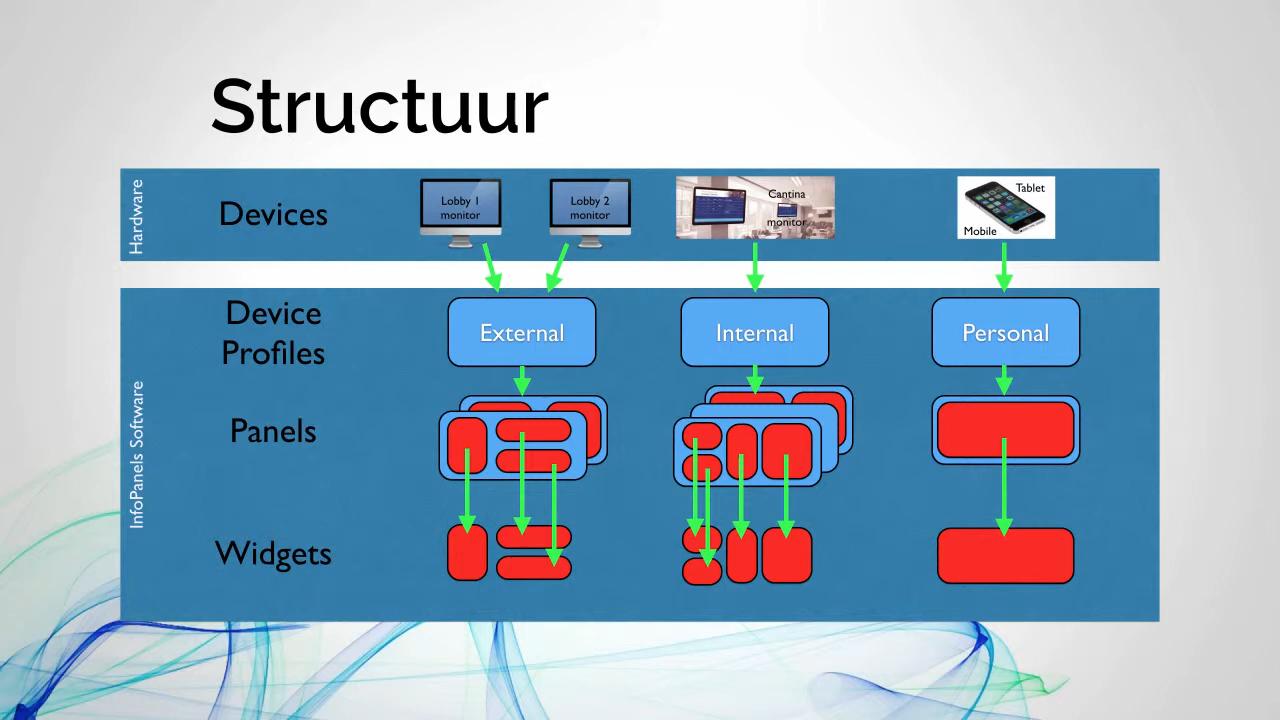 Structuur
Hardware
Devices
Lobby 1
monitor
Lobby 2
monitor
Cantina
monitor
Tablet
Mobile
InfoPanels Software
Device
Profiles
External
Internal
Personal
Panels
Widgets